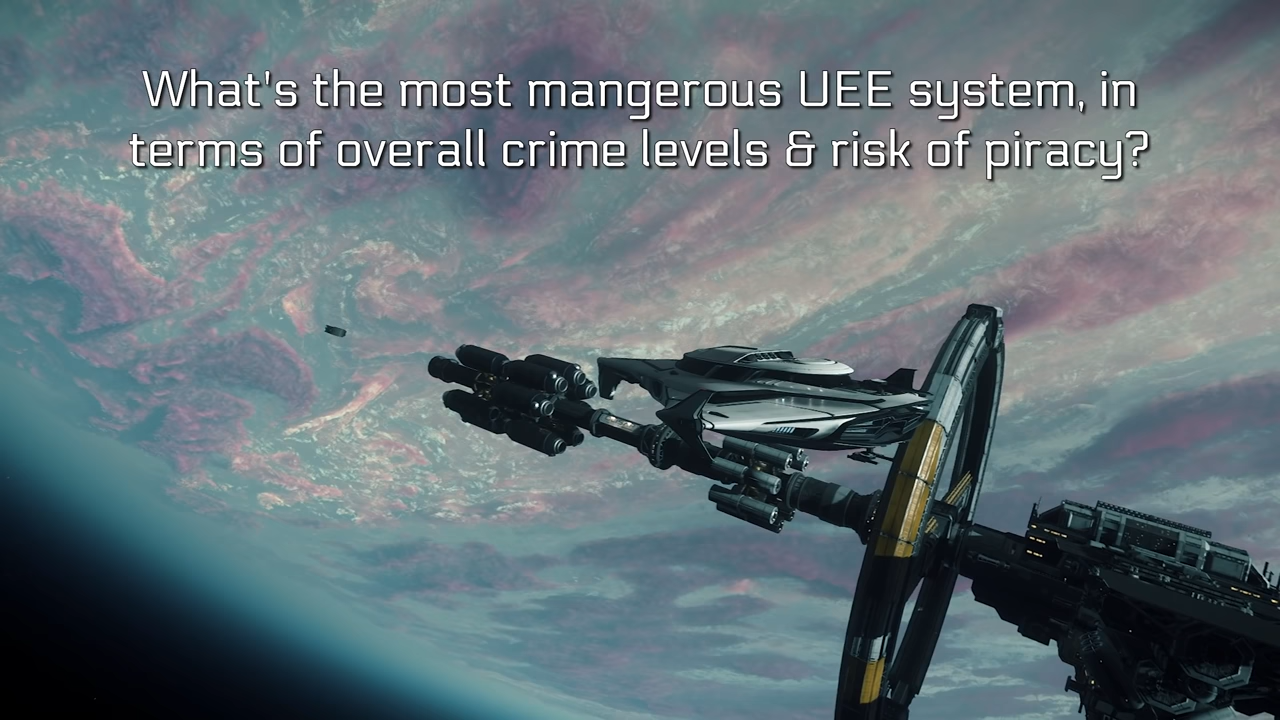 What's the most mangerous UEE system, in
terms of overall crime levels & risk of piracy?